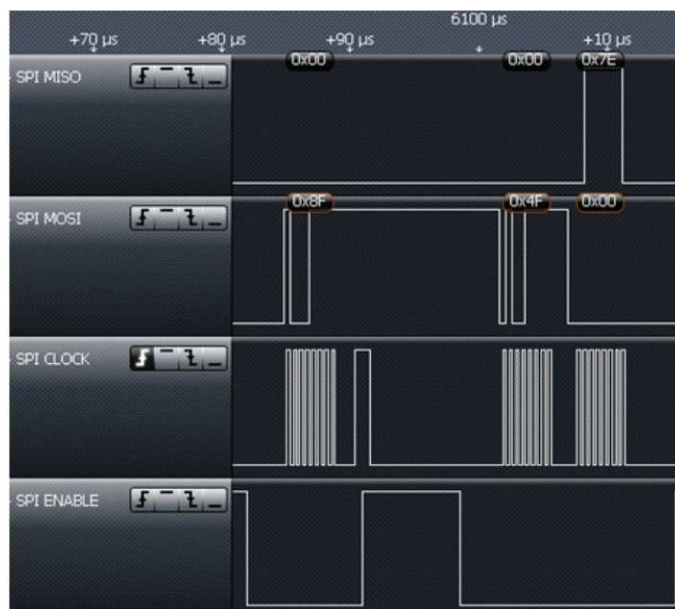 6100 µs
+70 µs +80 µs +90 µs +10 µs
SPI MISO 0x00 0x00 0x7E
SPI MOSI 0x8F 0x4F 0x00
SPI CLOCK
SPI ENABLE